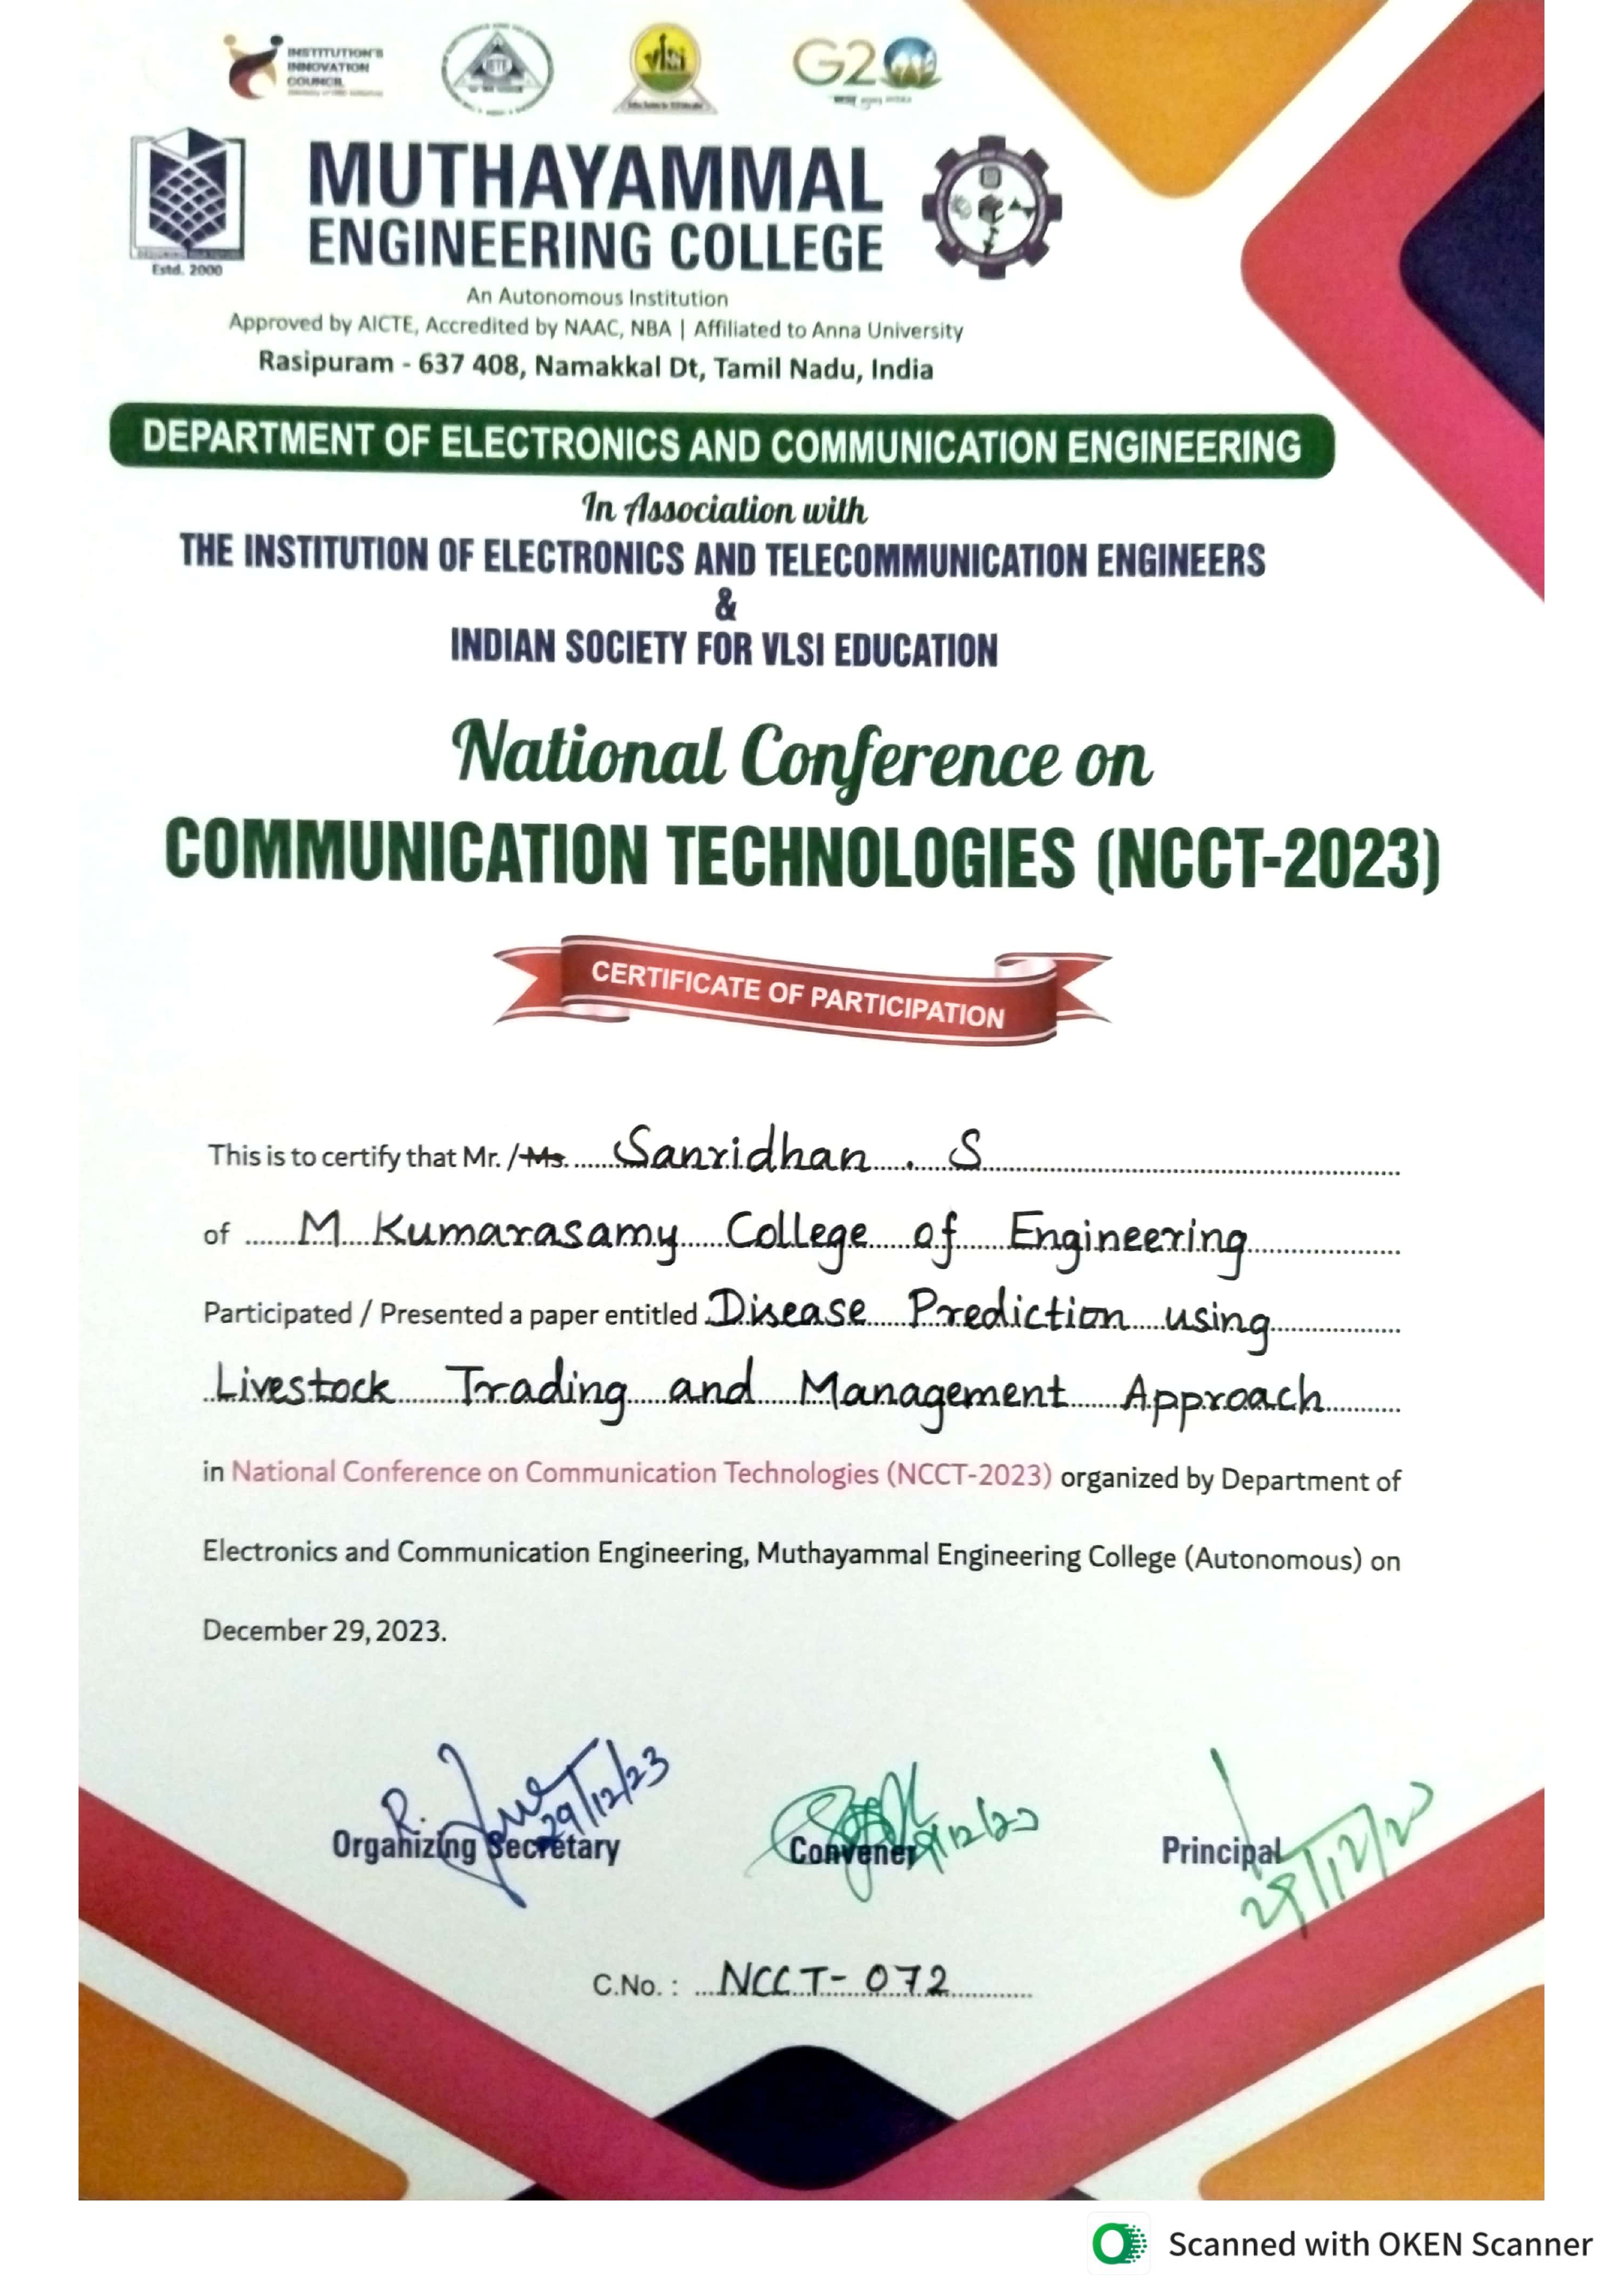 INSTITUTION'S
INNOVATION
COUNCIL
IETE
vlsi
G20
MUTHAYAMMAL
ENGINEERING COLLEGE
Estd. 2000
An Autonomous Institution
Approved by AICTE, Accredited by NAAC, NBA | Affiliated to Anna University
Rasipuram - 637 408, Namakkal Dt, Tamil Nadu, India
DEPARTMENT OF ELECTRONICS AND COMMUNICATION ENGINEERING
In Association with
THE INSTITUTION OF ELECTRONICS AND TELECOMMUNICATION ENGINEERS
&
INDIAN SOCIETY FOR VLSI EDUCATION
National Conference on
COMMUNICATION TECHNOLOGIES (NCCT-2023)
CERTIFICATE OF PARTICIPATION
This is to certify that Mr. / Ms. Sanridhan . S
of M Kumarasamy College of Engineering
Participated / Presented a paper entitled Disease Prediction using
Livestock Trading and Management Approach
in National Conference on Communication Technologies (NCCT-2023) organized by Department of
Electronics and Communication Engineering, Muthayammal Engineering College (Autonomous) on
December 29, 2023.
29/12/23
Organizing Secretary Convener Principal
C.No. : NCCT- 072
Scanned with OKEN Scanner